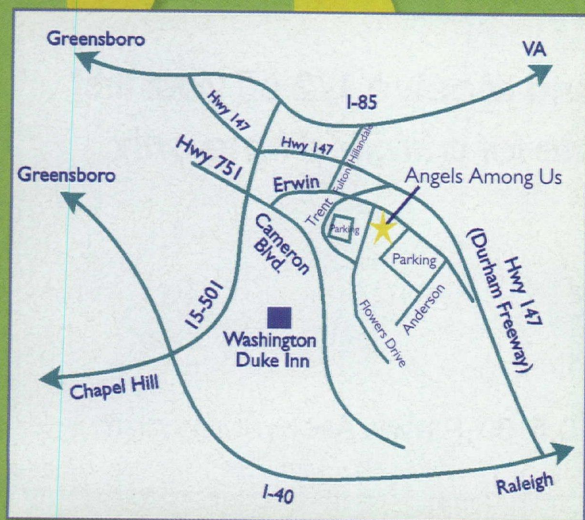 Greensboro
VA
I-85
Hwy 147
Hwy 147
Hillandale
Fulton
Hwy 751
Greensboro
Erwin
Trent
Angels Among Us
Parking
Parking
Cameron
Blvd.
Hwy 147
(Durham Freeway)
15-501
Washington
Duke Inn
Flowers Drive
Anderson
Chapel Hill
I-40
Raleigh